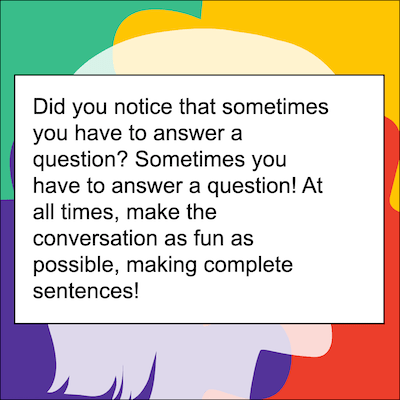 Did you notice that sometimes
you have to answer a
question? Sometimes you
have to answer a question! At
all times, make the
conversation as fun as
possible, making complete
sentences!